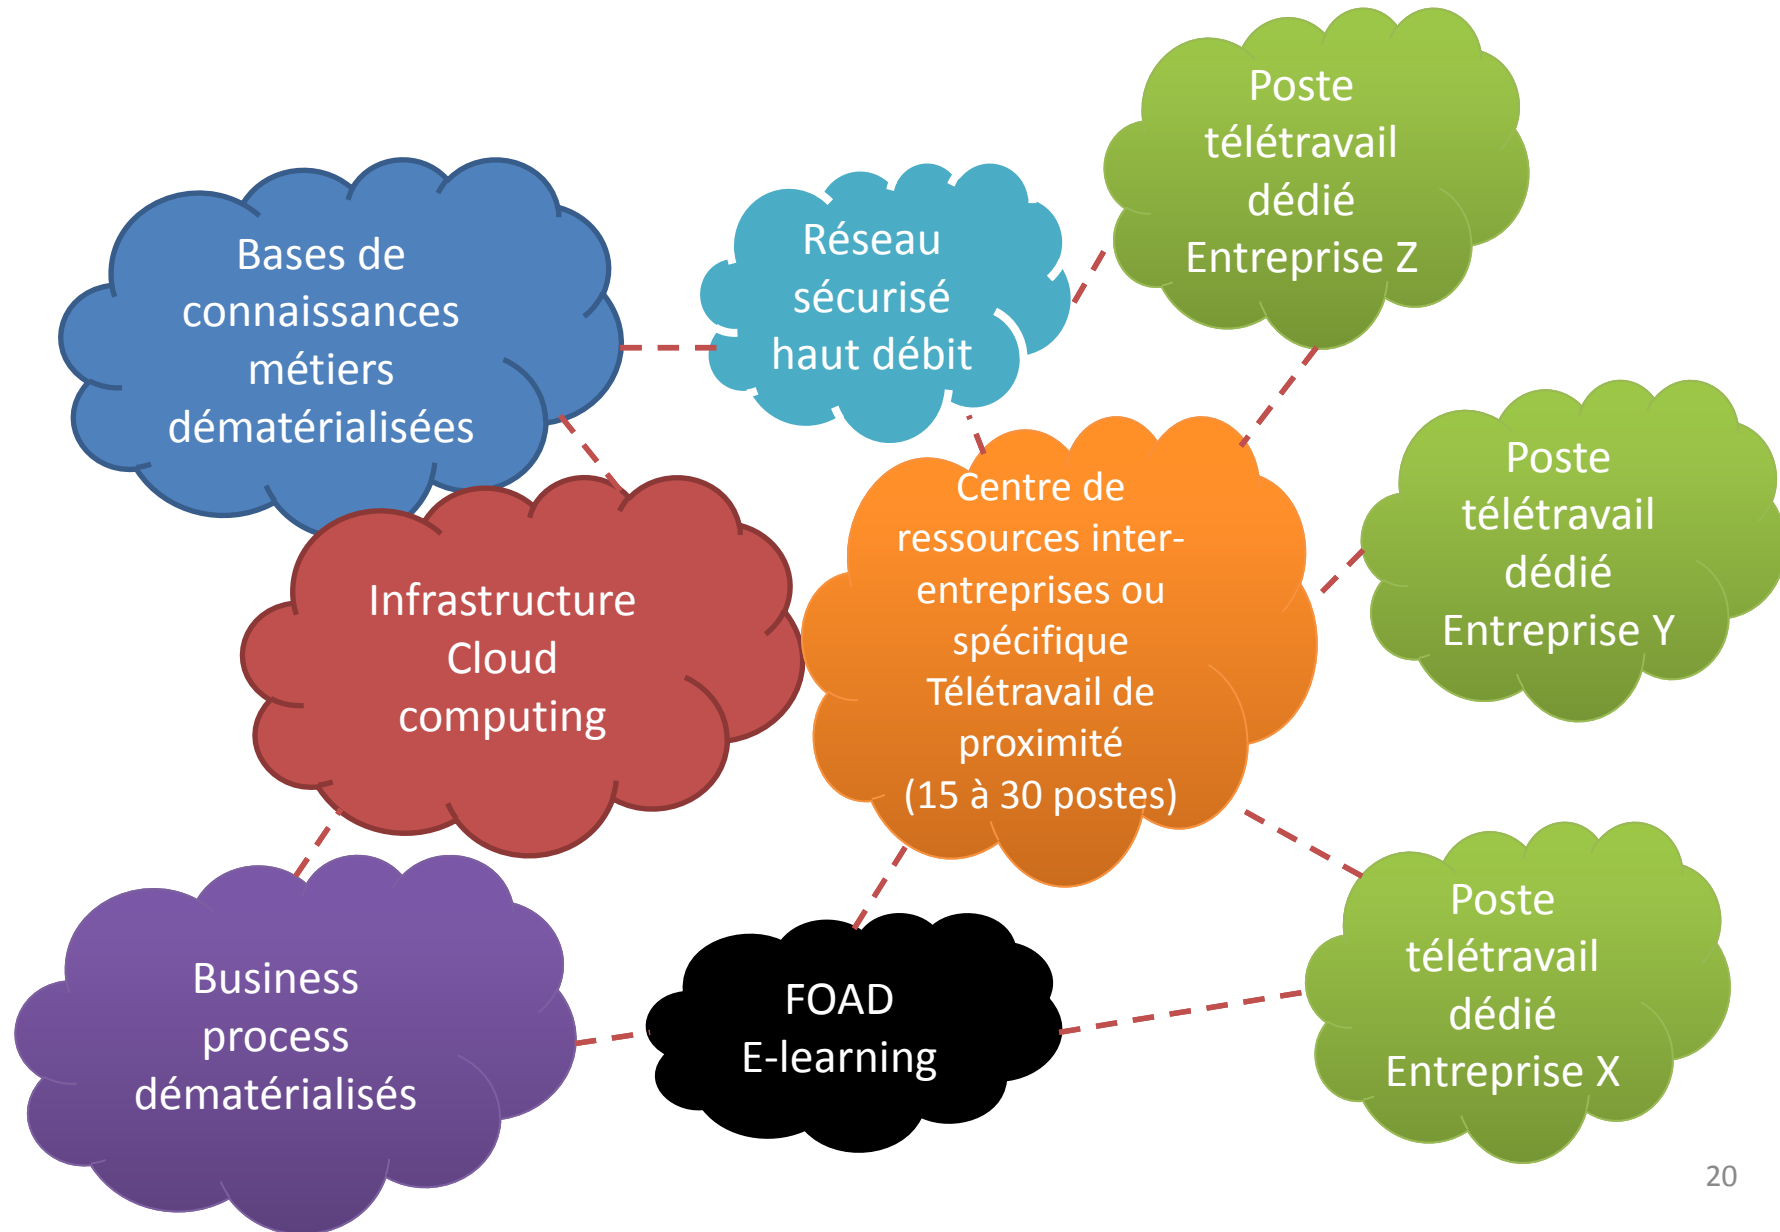 Poste
télétravail
dédié
Entreprise Z
Bases de
connaissances
métiers
dématérialisées
Réseau
sécurisé
haut débit
Poste
télétravail
dédié
Entreprise Y
Centre de
ressources inter-
entreprises ou
spécifique
Télétravail de
proximité
(15 à 30 postes)
Infrastructure
Cloud
computing
Poste
télétravail
dédié
Entreprise X
Business
process
dématérialisés
FOAD
E-learning
20